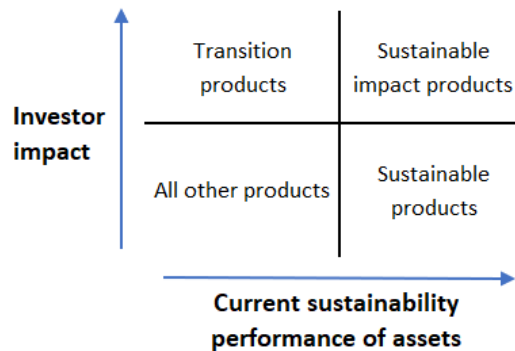 Transition
products
Sustainable
impact products
Investor
impact
All other products
Sustainable
products
Current sustainability
performance of assets